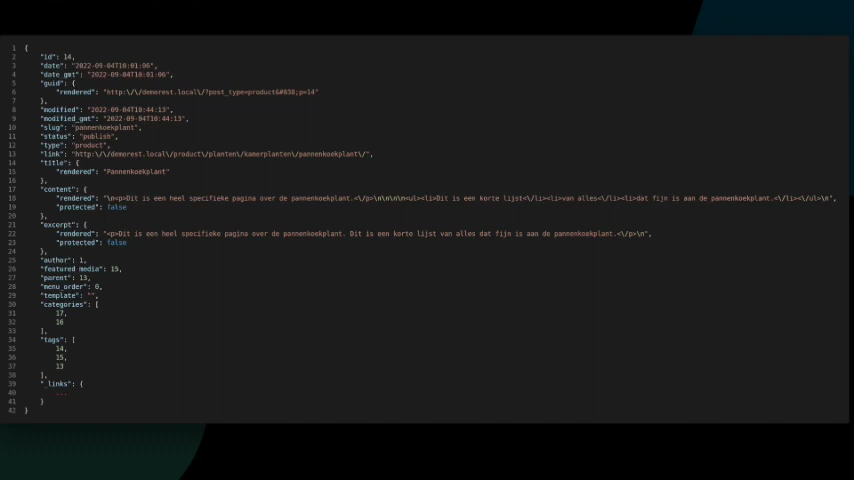 1 {
2 "id": 14,
3 "date": "2022-09-04T10:01:06",
4 "date_gmt": "2022-09-04T10:01:06",
5 "guid": {
6 "rendered": "http:\/\/demorest.local\/?post_type=product&#038;p=14"
7 },
8 "modified": "2022-09-04T10:44:13",
9 "modified_gmt": "2022-09-04T10:44:13",
10 "slug": "pannenkoekplant",
11 "status": "publish",
12 "type": "product",
13 "link": "http:\/\/demorest.local\/product\/planten\/kamerplanten\/pannenkoekplant\/",
14 "title": {
15 "rendered": "Pannenkoekplant"
16 },
17 "content": {
18 "rendered": "\n<p>Dit is een heel specifieke pagina over de pannenkoekplant.<\/p>\n\n\n\n<ul><li>Dit is een korte lijst<\/li><li>van alles<\/li><li>dat fijn is aan de pannenkoekplant.<\/li><\/ul>\n",
19 "protected": false
20 },
21 "excerpt": {
22 "rendered": "<p>Dit is een heel specifieke pagina over de pannenkoekplant. Dit is een korte lijst van alles dat fijn is aan de pannenkoekplant.<\/p>\n",
23 "protected": false
24 },
25 "author": 1,
26 "featured_media": 15,
27 "parent": 13,
28 "menu_order": 0,
29 "template": "",
30 "categories": [
31 17,
32 16
33 ],
34 "tags": [
35 14,
36 15,
37 13
38 ],
39 "_links": {
40 ...
41 }
42 }